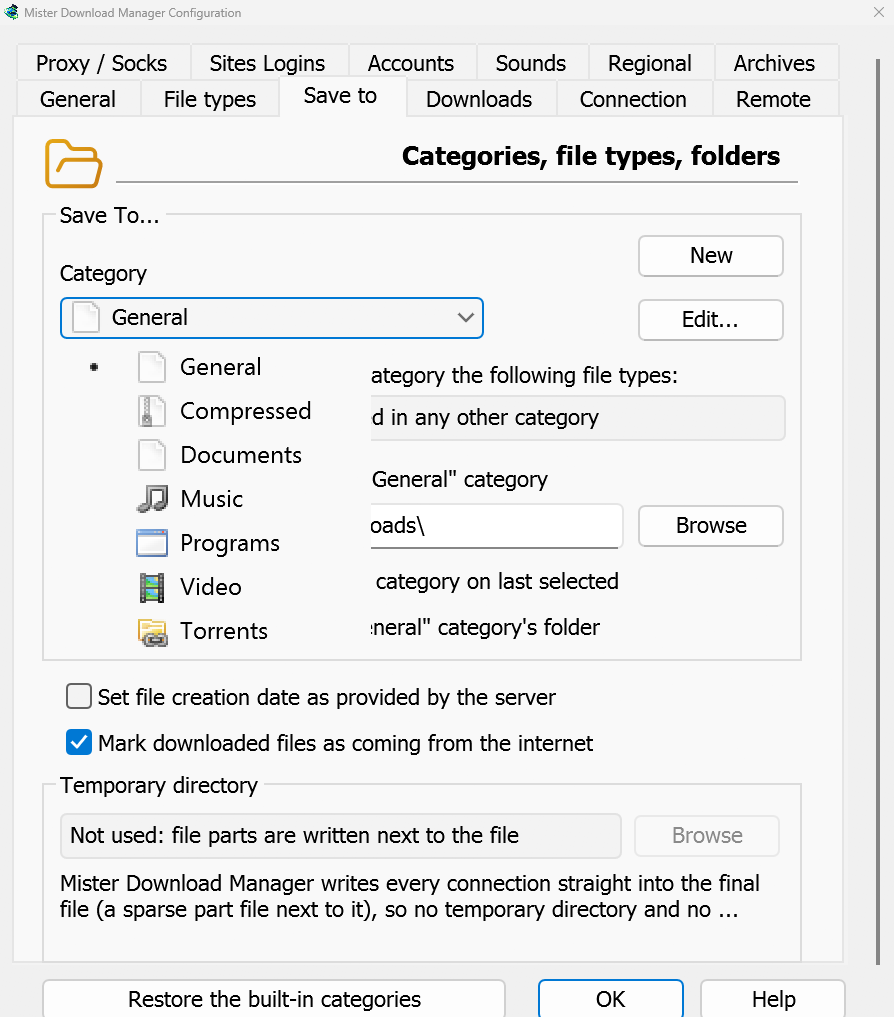 Mister Download Manager Configuration
Proxy / Socks Sites Logins Accounts Sounds Regional Archives
General File types Save to Downloads Connection Remote
Categories, file types, folders
Save To...
New
Category
General
Edit...
General
ategory the following file types:
Compressed
d in any other category
Documents
General" category
Music
oads\
Browse
Programs
Video
category on last selected
Torrents
eneral" category's folder
Set file creation date as provided by the server
Mark downloaded files as coming from the internet
Temporary directory
Not used: file parts are written next to the file
Browse
Mister Download Manager writes every connection straight into the final
file (a sparse part file next to it), so no temporary directory and no ...
Restore the built-in categories
OK
Help